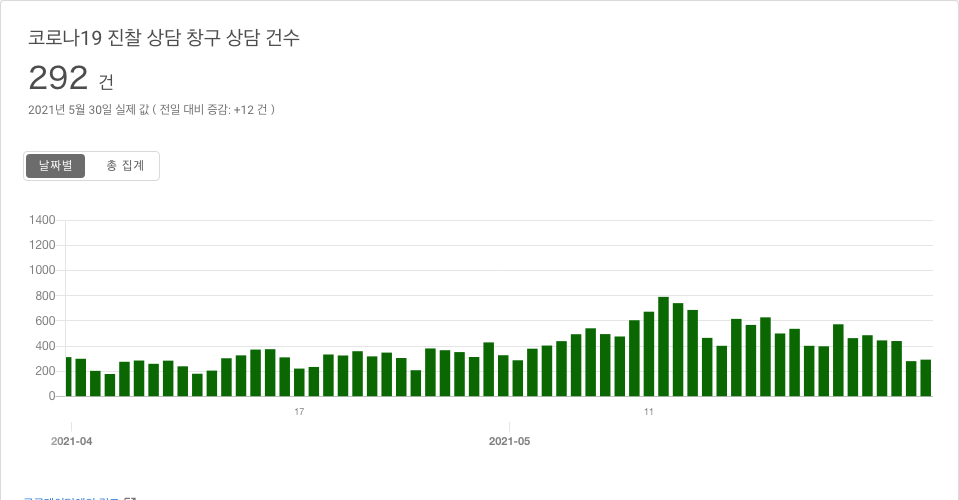 코로나19 진찰 상담 창구 상담 건수
292 건
2021년 5월 30일 실제 값 ( 전일 대비 증감: +12 건 )
날짜별 총 집계
1400
1200
1000
800
600
400
200
0
17 11
2021-04 2021-05